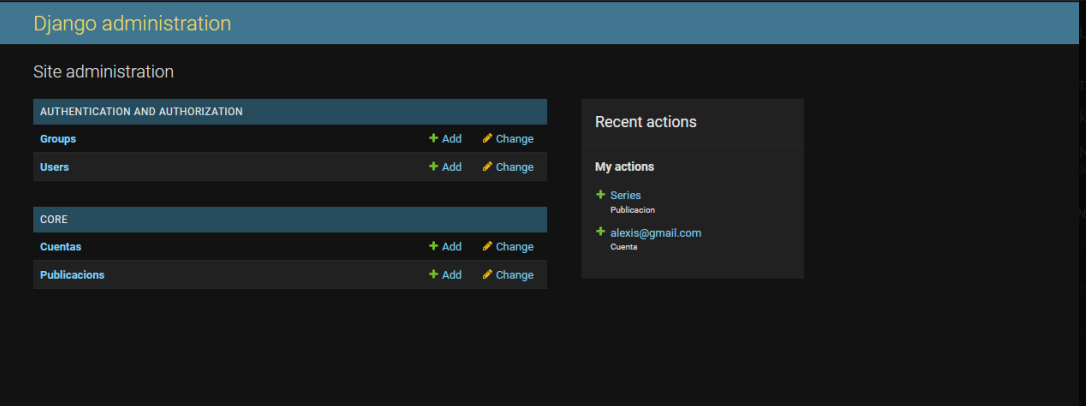 Django administration
Site administration
AUTHENTICATION AND AUTHORIZATION
Groups Add Change
Users Add Change
CORE
Cuentas Add Change
Publicacions Add Change
Recent actions
My actions
Series
Publicacion
alexis@gmail.com
Cuenta